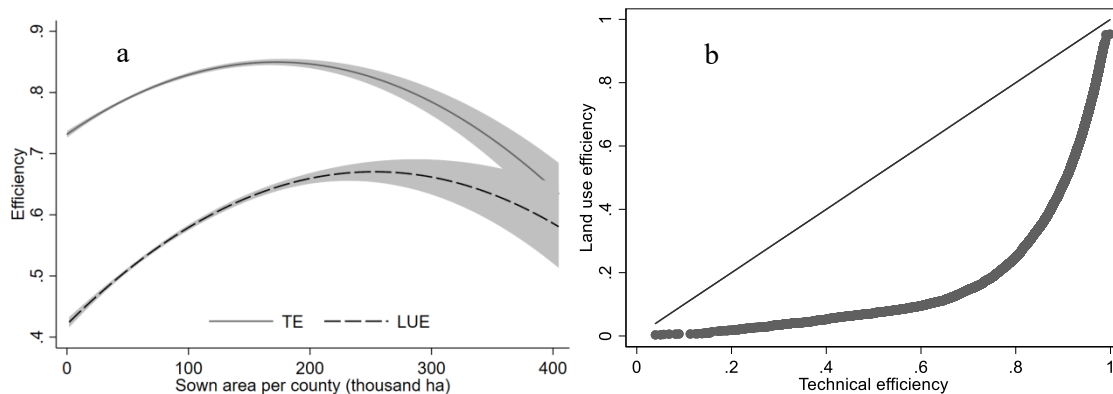 a
Efficiency
.9
.8
.7
.6
.5
.4
TE
LUE
0
100
200
300
400
Sown area per county (thousand ha)
b
Land use efficiency
1
.8
.6
.4
.2
0
0
.2
.4
.6
.8
1
Technical efficiency